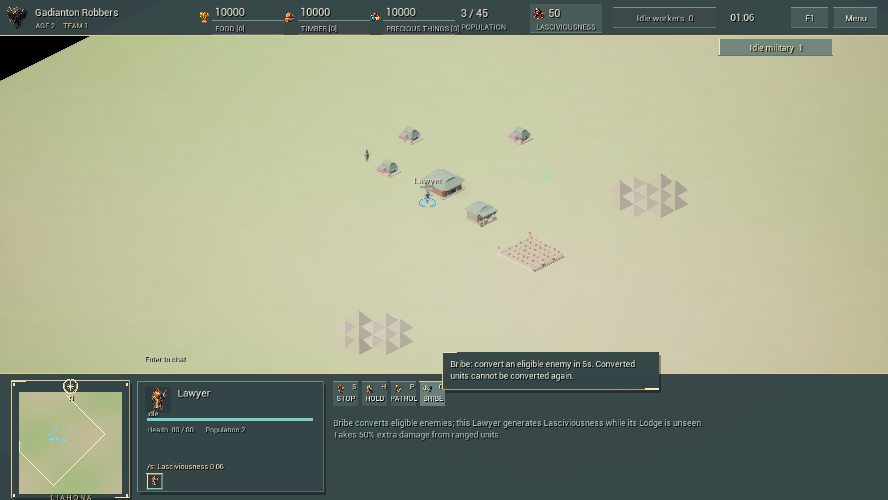 Gadianton Robbers
AGE 2 TEAM 1
10000
FOOD [0]
10000
TIMBER [0]
10000
PRECIOUS THINGS [0]
3 / 45
POPULATION
50
LASCIVIOUSNESS
Idle workers 0
01:06
F1
Menu
Idle military 1
Lawyer
Enter to chat
Bribe: convert an eligible enemy in 5s. Converted
units cannot be converted again.
N
LIAHONA
Lawyer
Idle
Health 80 / 80 Population 2
/s: Lasciviousness 0.06
S
STOP
H
HOLD
P
PATROL
BRIBE
Bribe converts eligible enemies; this Lawyer generates Lasciviousness while its Lodge is unseen.
Takes 50% extra damage from ranged units